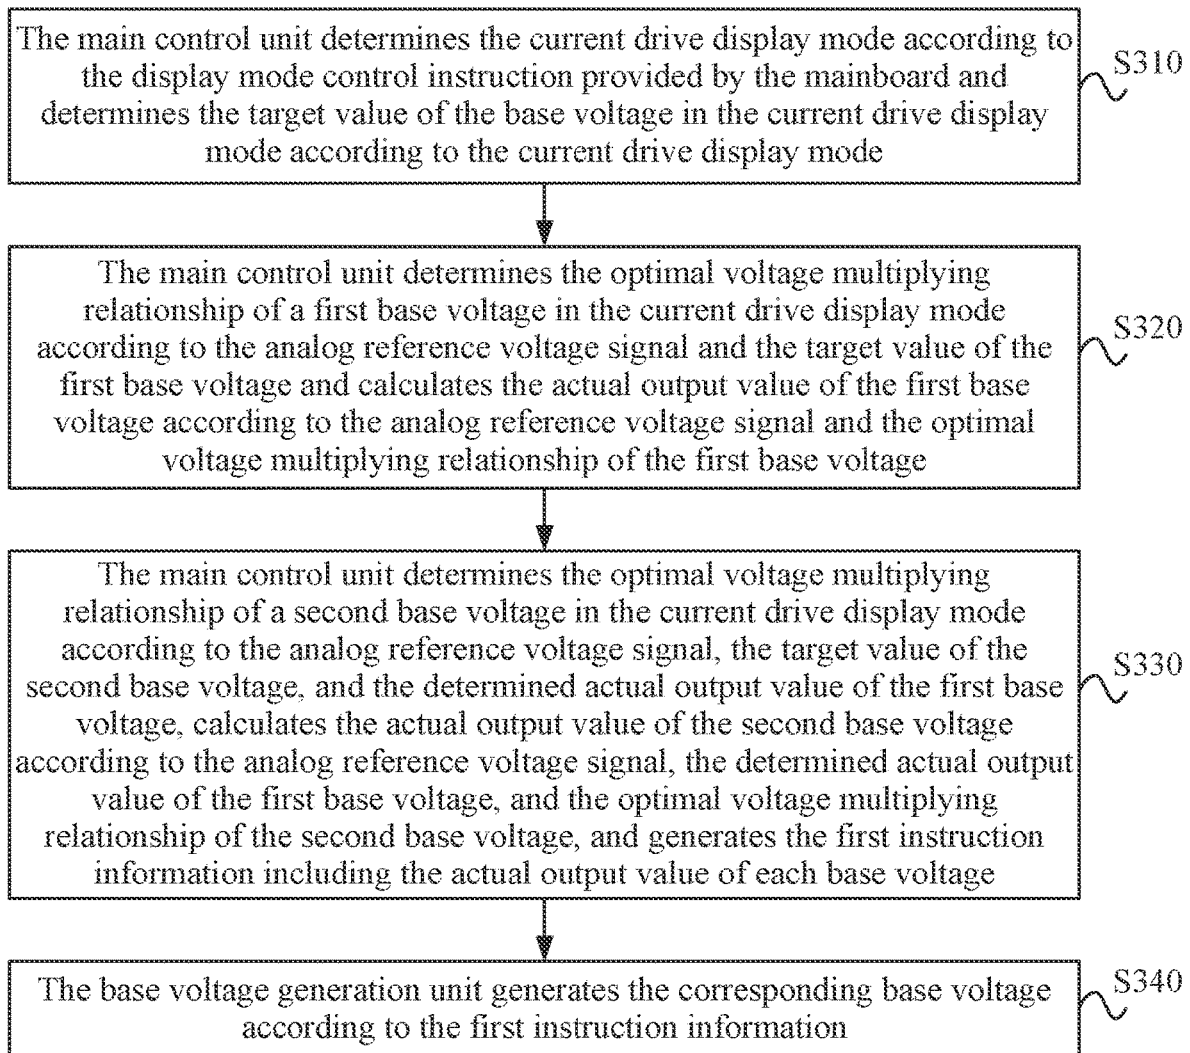 The main control unit determines the current drive display mode according to
the display mode control instruction provided by the mainboard and
determines the target value of the base voltage in the current drive display
mode according to the current drive display mode
S310
The main control unit determines the optimal voltage multiplying
relationship of a first base voltage in the current drive display mode
according to the analog reference voltage signal and the target value of the
first base voltage and calculates the actual output value of the first base
voltage according to the analog reference voltage signal and the optimal
voltage multiplying relationship of the first base voltage
S320
The main control unit determines the optimal voltage multiplying
relationship of a second base voltage in the current drive display mode
according to the analog reference voltage signal, the target value of the
second base voltage, and the determined actual output value of the first base
voltage, calculates the actual output value of the second base voltage
according to the analog reference voltage signal, the determined actual output
value of the first base voltage, and the optimal voltage multiplying
relationship of the second base voltage, and generates the first instruction
information including the actual output value of each base voltage
S330
The base voltage generation unit generates the corresponding base voltage
according to the first instruction information
S340